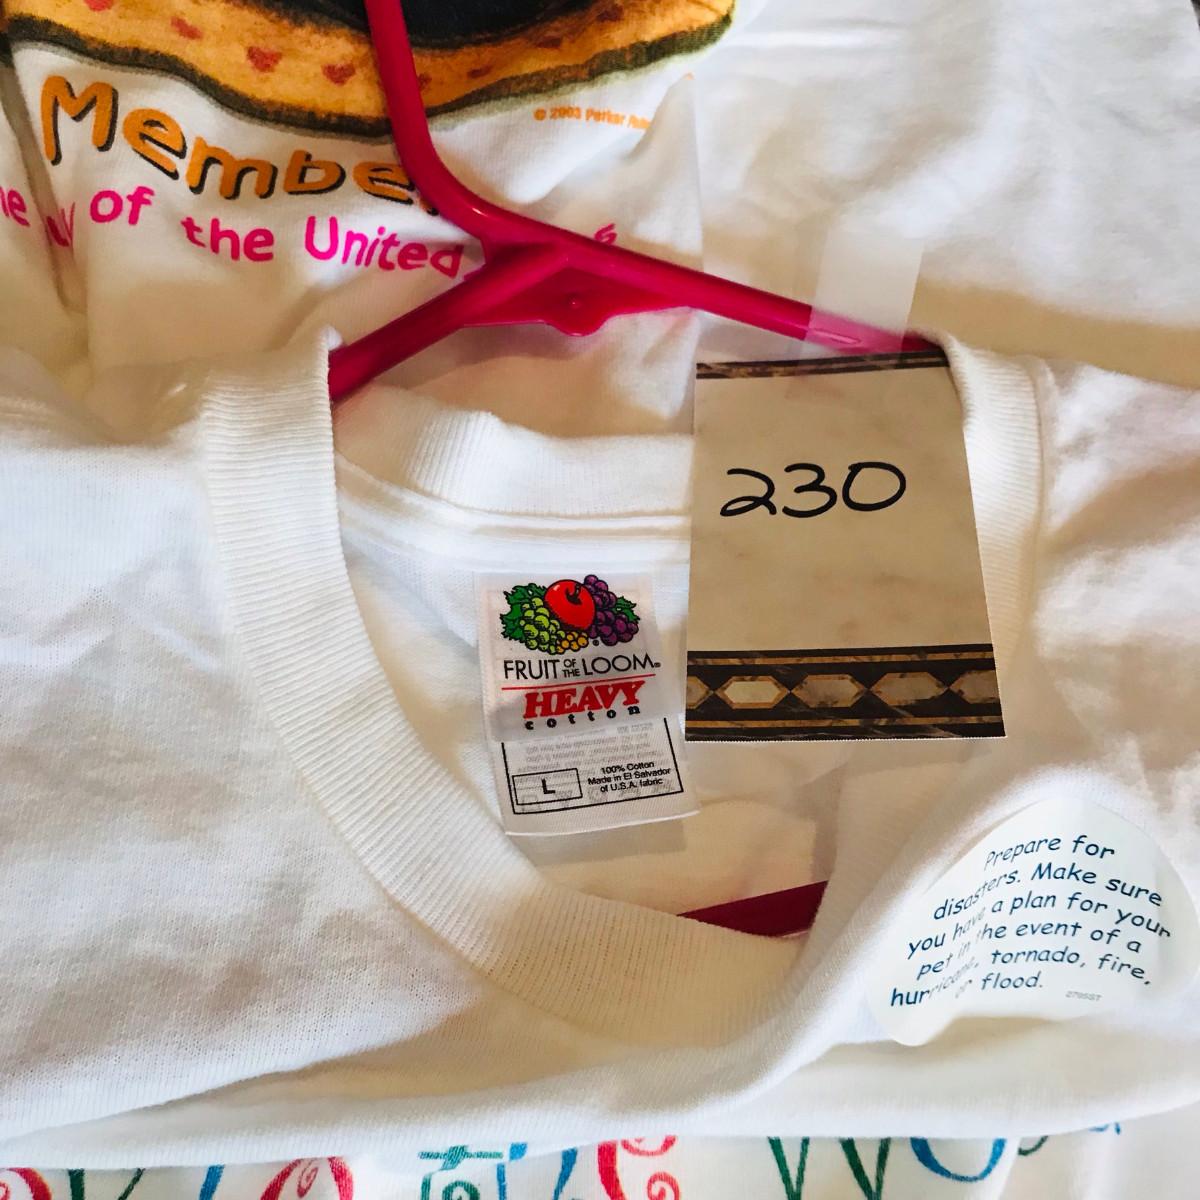 © 2003 Parker
Member
of the United
230
FRUIT OF THE LOOM®
HEAVY
cotton
L
100% Cotton
Made in El Salvador
of U.S.A. fabric
Prepare for
disasters. Make sure
you have a plan for your
pet in the event of a
hurricane, tornado, fire,
or flood.
2795ST